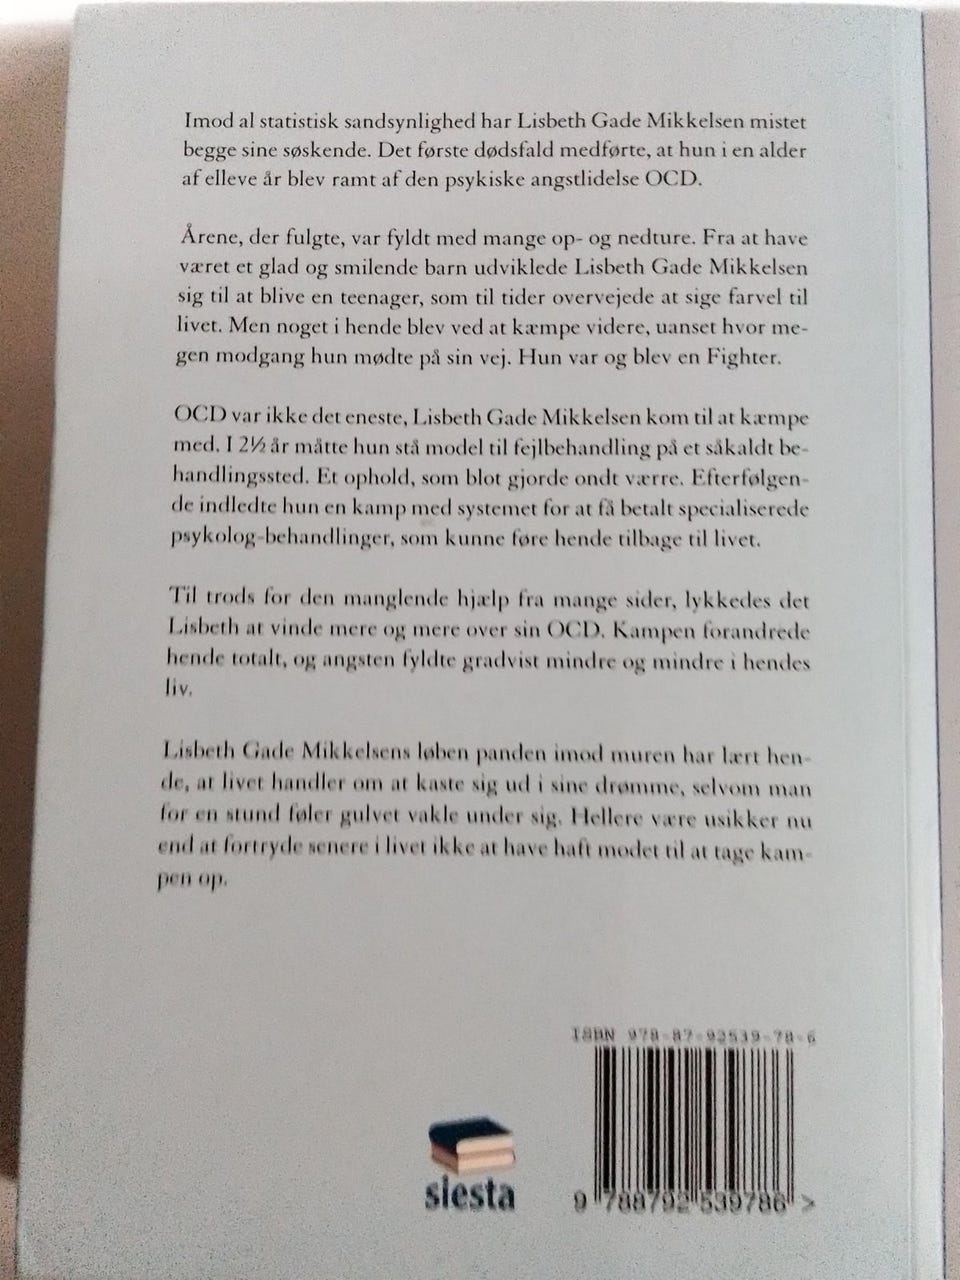 Imod al statistisk sandsynlighed har Lisbeth Gade Mikkelsen mistet
begge sine søskende. Det første dødsfald medførte, at hun i en alder
af elleve år blev ramt af den psykiske angstlidelse OCD.
Årene, der fulgte, var fyldt med mange op- og nedture. Fra at have
været et glad og smilende barn udviklede Lisbeth Gade Mikkelsen
sig til at blive en teenager, som til tider overvejede at sige farvel til
livet. Men noget i hende blev ved at kæmpe videre, uanset hvor me-
gen modgang hun mødte på sin vej. Hun var og blev en Fighter.
OCD var ikke det eneste, Lisbeth Gade Mikkelsen kom til at kæmpe
med. I 2½ år måtte hun stå model til fejlbehandling på et såkaldt be-
handlingssted. Et ophold, som blot gjorde ondt værre. Efterfølgen-
de indledte hun en kamp med systemet for at få betalt specialiserede
psykolog-behandlinger, som kunne føre hende tilbage til livet.
Til trods for den manglende hjælp fra mange sider, lykkedes det
Lisbeth at vinde mere og mere over sin OCD. Kampen forandrede
hende totalt, og angsten fyldte gradvist mindre og mindre i hendes
liv.
Lisbeth Gade Mikkelsens løben panden imod muren har lært hen-
de, at livet handler om at kaste sig ud i sine drømme, selvom man
for en stund føler gulvet vakle under sig. Hellere være usikker nu
end at fortryde senere i livet ikke at have haft modet til at tage kam-
pen op.
ISBN 978-87-92539-78-6
siesta
9 788792 539786 >